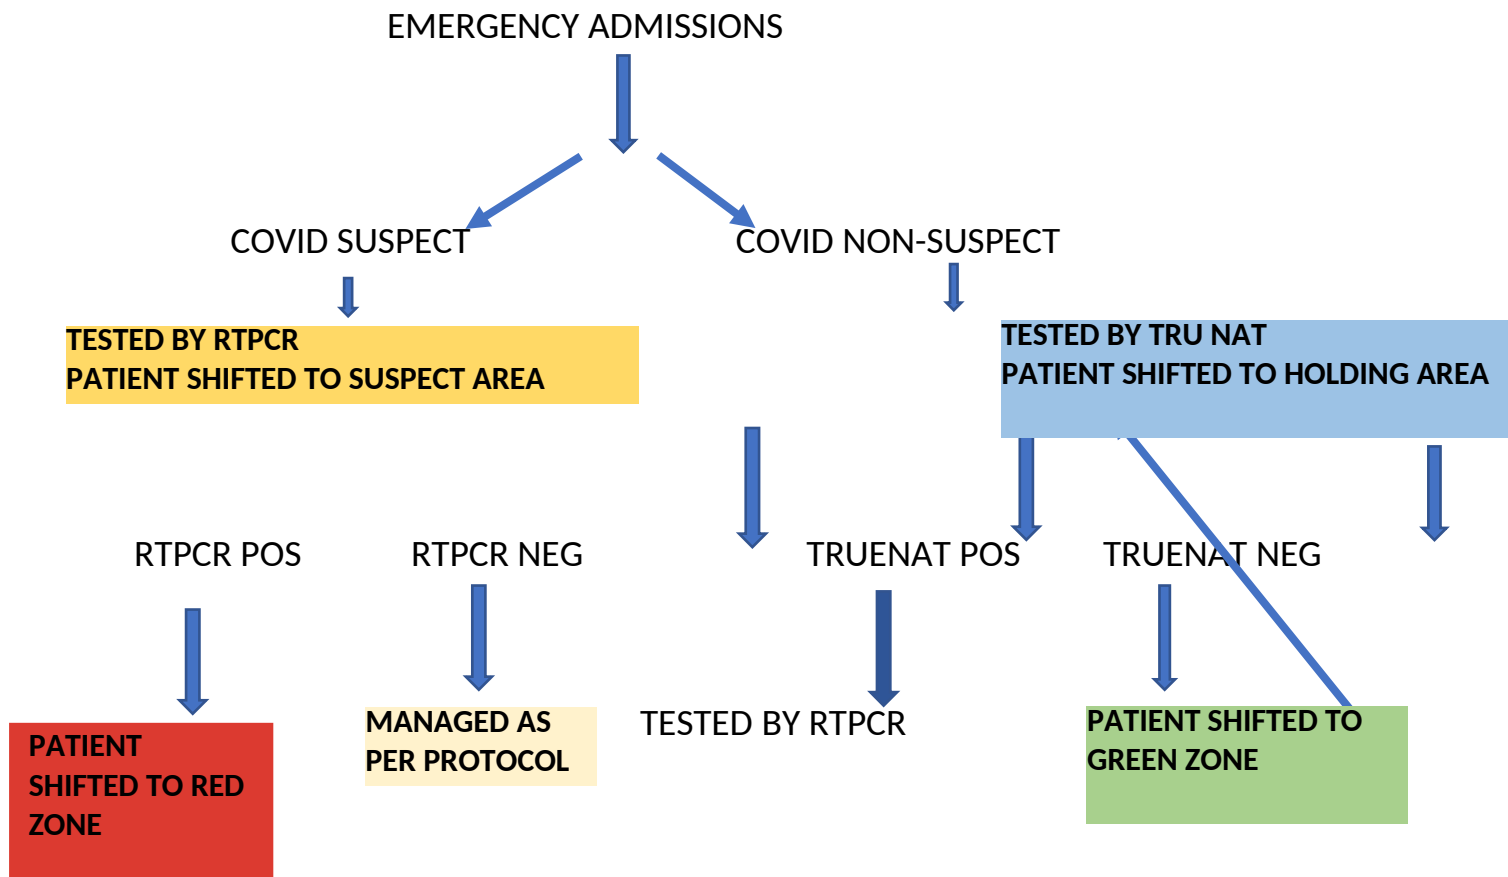 EMERGENCY ADMISSIONS
COVID SUSPECT
COVID NON-SUSPECT
TESTED BY RTPCR
PATIENT SHIFTED TO SUSPECT AREA
TESTED BY TRU NAT
PATIENT SHIFTED TO HOLDING AREA
RTPCR POS
RTPCR NEG
TRUENAT POS
TRUENAT NEG
PATIENT
SHIFTED TO RED
ZONE
MANAGED AS
PER PROTOCOL
TESTED BY RTPCR
PATIENT SHIFTED TO
GREEN ZONE